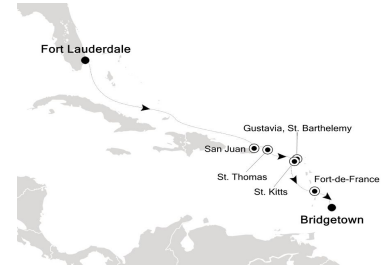 Fort Lauderdale
Gustavia, St. Barthelemy
San Juan
St. Thomas
St. Kitts
Fort-de-France
Bridgetown